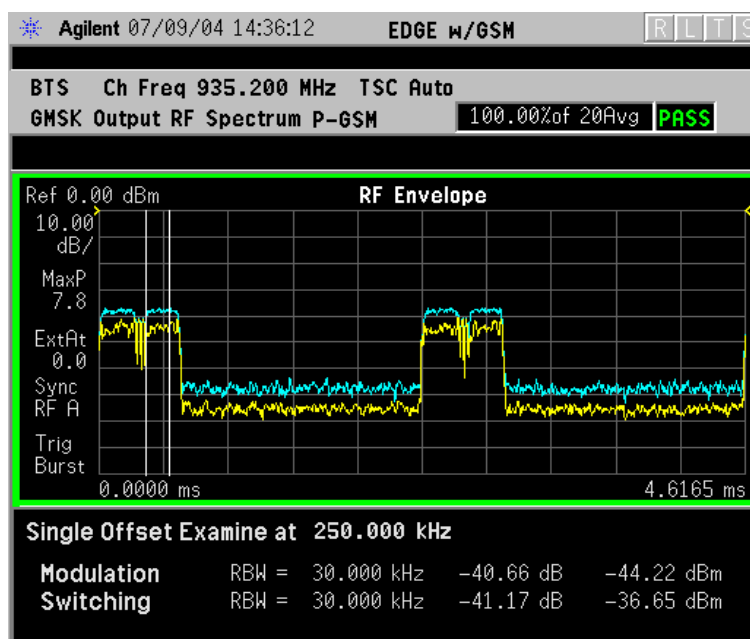 Agilent 07/09/04 14:36:12 EDGE w/GSM R L T S
BTS Ch Freq 935.200 MHz TSC Auto
GMSK Output RF Spectrum P-GSM 100.00%of 20Avg PASS
Ref 0.00 dBm RF Envelope
10.00
dB/
MaxP
7.8
ExtAt
0.0
Sync
RF A
Trig
Burst
0.0000 ms 4.6165 ms
Single Offset Examine at 250.000 kHz
Modulation RBW = 30.000 kHz -40.66 dB -44.22 dBm
Switching RBW = 30.000 kHz -41.17 dB -36.65 dBm